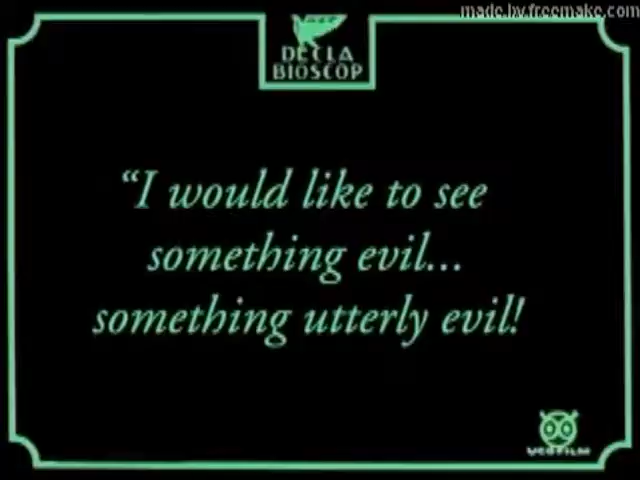 made.by.freemake.com
DECLA
BIOSCOP
“I would like to see
something evil...
something utterly evil!